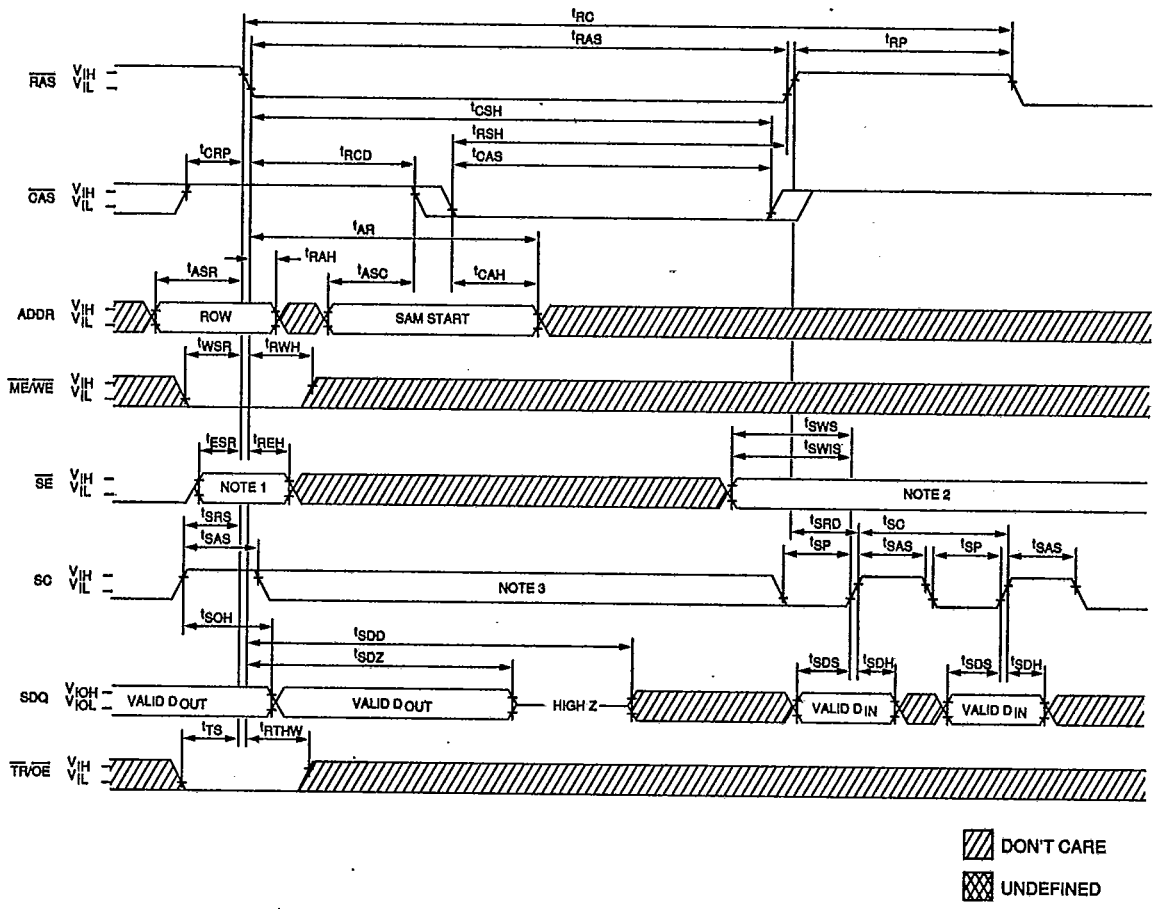 tRC
tRAS
tRP
RAS VIH VIL
tCSH
tRSH
tCRP tRCD tCAS
CAS VIH VIL
tAR
tRAH
tASR tASC tCAH
ADDR VIH VIL ROW SAM START
tWSR tRWH
ME/WE VIH VIL
tSWS
tESR tREH tSWIS
SE VIH VIL NOTE 1 NOTE 2
tSRS tSRD tSC
tSAS tSP tSAS tSP tSAS
SC VIH VIL NOTE 3
tSOH tSDD
tSDZ tSDS tSDH tSDS tSDH
SDQ VIOH VIOL VALID DOUT VALID DOUT HIGH Z VALID DIN VALID DIN
tTS tRTHW
TR/OE VIH VIL
DON'T CARE
UNDEFINED